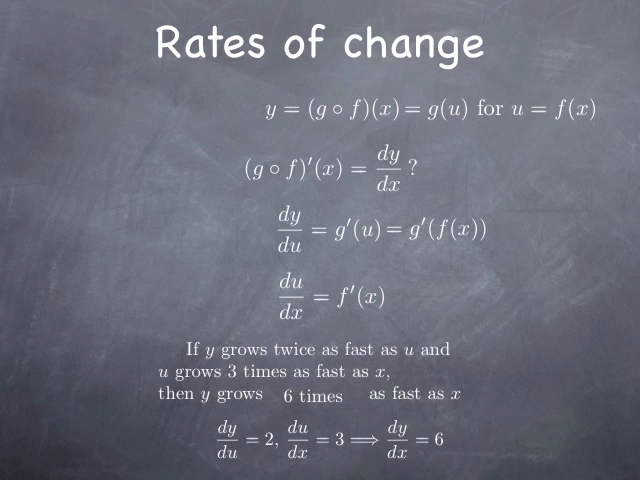 Rates of change
y = (g ∘ f)(x) = g(u) for u = f(x)
(g ∘ f)′(x) = dy/dx ?
dy/du = g′(u) = g′(f(x))
du/dx = f′(x)
If y grows twice as fast as u and
u grows 3 times as fast as x,
then y grows 6 times as fast as x
dy/du = 2, du/dx = 3 ⟹ dy/dx = 6